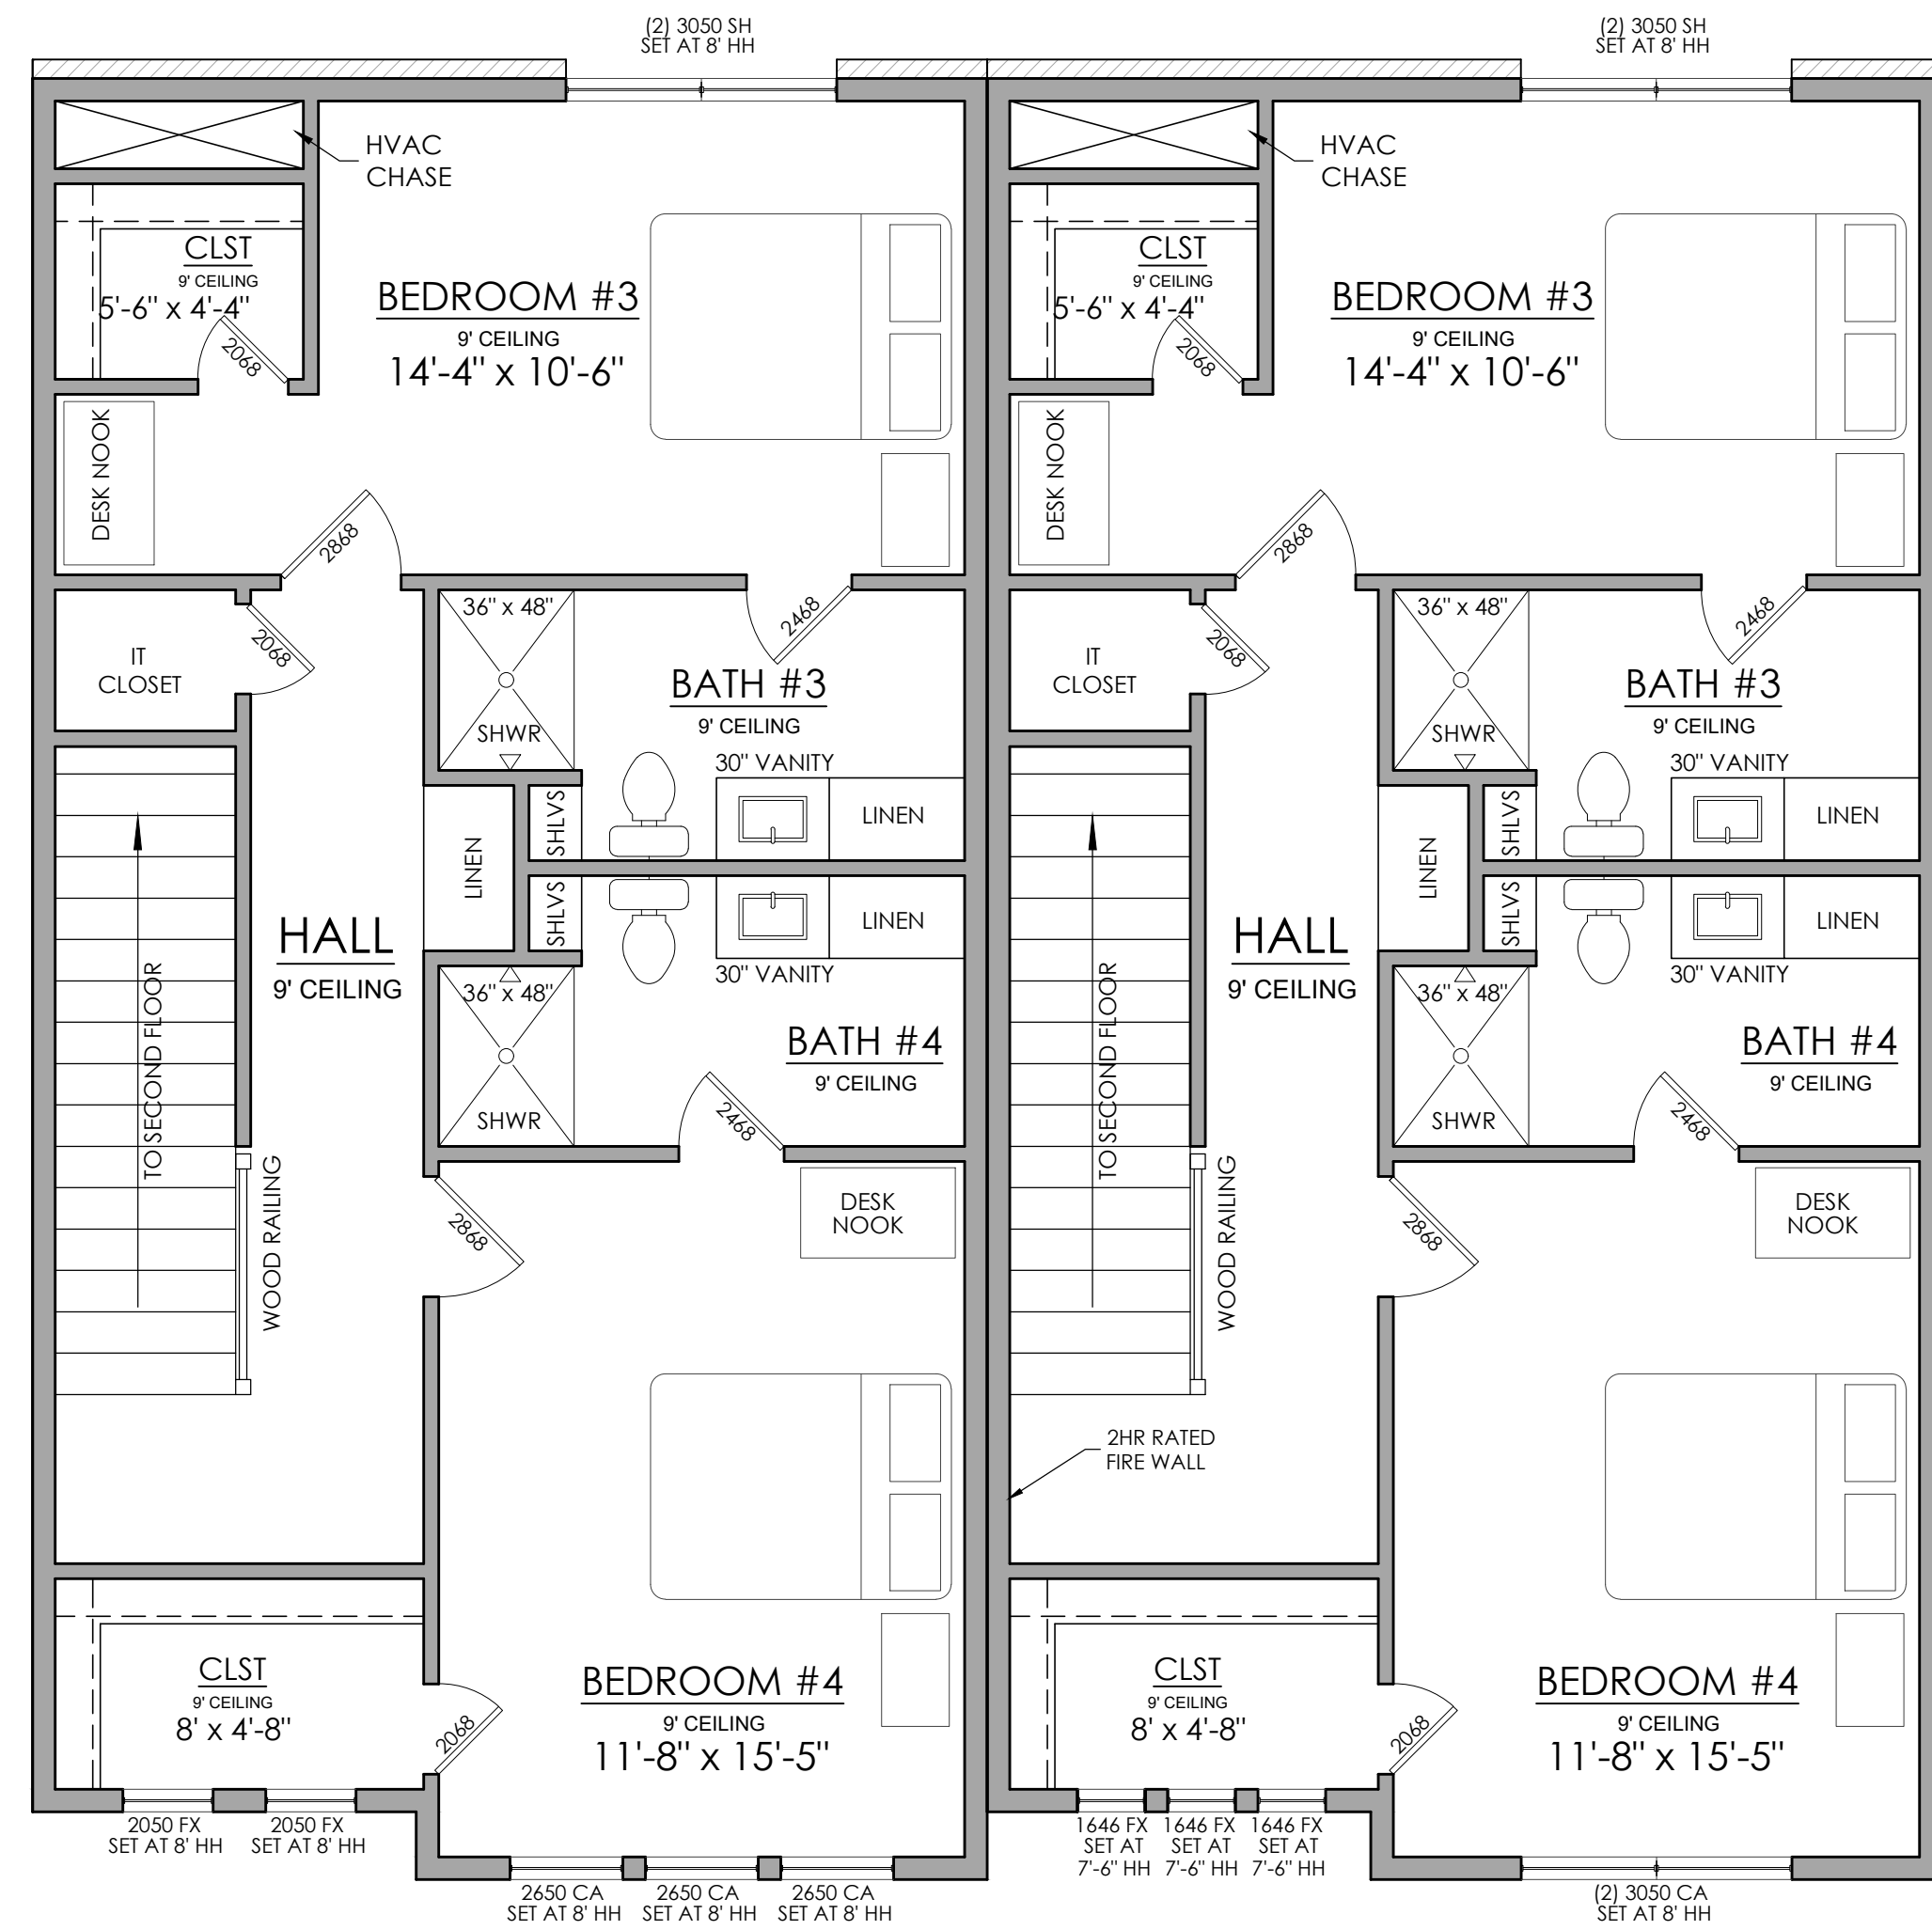 (2) 3050 SH
SET AT 8' HH
HVAC
CHASE
CLST
9' CEILING
5'-6" x 4'-4"
2068
BEDROOM #3
9' CEILING
14'-4" x 10'-6"
DESK NOOK
2868
IT
CLOSET
2068
36" x 48"
SHWR
2468
BATH #3
9' CEILING
30" VANITY
LINEN
SHLVS
LINEN
SHLVS
LINEN
30" VANITY
HALL
9' CEILING
TO SECOND FLOOR
WOOD RAILING
36" x 48"
SHWR
BATH #4
9' CEILING
2468
2868
DESK
NOOK
CLST
9' CEILING
8' x 4'-8"
2068
BEDROOM #4
9' CEILING
11'-8" x 15'-5"
2050 FX
SET AT 8' HH
2050 FX
SET AT 8' HH
2650 CA
SET AT 8' HH
2650 CA
SET AT 8' HH
2650 CA
SET AT 8' HH
(2) 3050 SH
SET AT 8' HH
HVAC
CHASE
CLST
9' CEILING
5'-6" x 4'-4"
2068
BEDROOM #3
9' CEILING
14'-4" x 10'-6"
DESK NOOK
2868
IT
CLOSET
2068
36" x 48"
SHWR
2468
BATH #3
9' CEILING
30" VANITY
LINEN
SHLVS
LINEN
SHLVS
LINEN
30" VANITY
HALL
9' CEILING
TO SECOND FLOOR
WOOD RAILING
36" x 48"
SHWR
BATH #4
9' CEILING
2468
2868
DESK
NOOK
2HR RATED
FIRE WALL
CLST
9' CEILING
8' x 4'-8"
2068
BEDROOM #4
9' CEILING
11'-8" x 15'-5"
1646 FX
SET AT
7'-6" HH
1646 FX
SET AT
7'-6" HH
1646 FX
SET AT
7'-6" HH
(2) 3050 CA
SET AT 8' HH